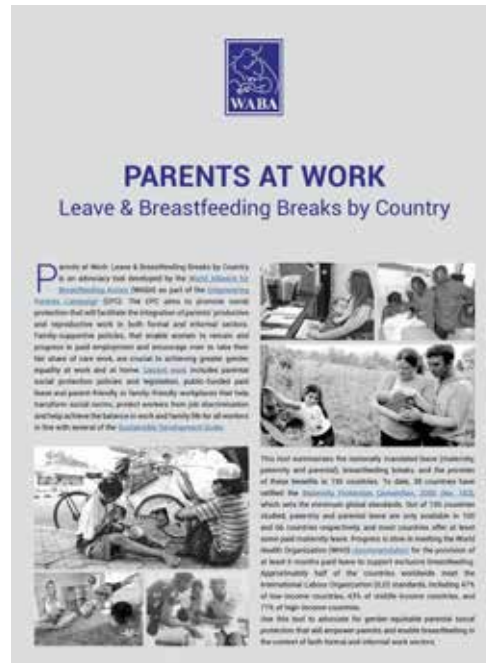 WABA
PARENTS AT WORK
Leave & Breastfeeding Breaks by Country
Parents at Work: Leave & Breastfeeding Breaks by Country
is an advocacy tool developed by the World Alliance for
Breastfeeding Action (WABA) as part of the Empowering
Parents Campaign (EPC). The EPC aims to promote social
protection that will facilitate the integration of parents' productive
and reproductive work in both formal and informal sectors.
Family-supportive policies, that enable women to remain and
progress in paid employment and encourage men to take their
fair share of care work, are crucial to achieving greater gender
equality at work and at home. Decent work includes parental
social protection policies and legislation, public-funded paid
leave and parent-friendly or family-friendly workplaces that help
transform social norms, protect workers from job discrimination
and help achieve the balance in work and family life for all workers
in line with several of the Sustainable Development Goals.
This tool summarises the nationally mandated leave (maternity,
paternity and parental), breastfeeding breaks, and the provision
of these benefits in countries. To date, countries have
ratified the Maternity Protection Convention, 2000 (No. 183),
which sets the minimum global standards. Out of countries
studied, paternity and parental leave are only available in
and 66 countries respectively, and most countries offer at least
some paid maternity leave. Progress is slow in meeting the World
Health Organization (WHO) recommendation for the provision of
at least 6 months paid leave to support exclusive breastfeeding.
Approximately half of the countries worldwide meet the
International Labour Organization (ILO) standards, including 47%
of low-income countries, 43% of middle-income countries, and
77% of high-income countries.
Use this tool to advocate for gender-equitable parental social
protection that will empower parents and enable breastfeeding in
the context of both formal and informal work sectors.